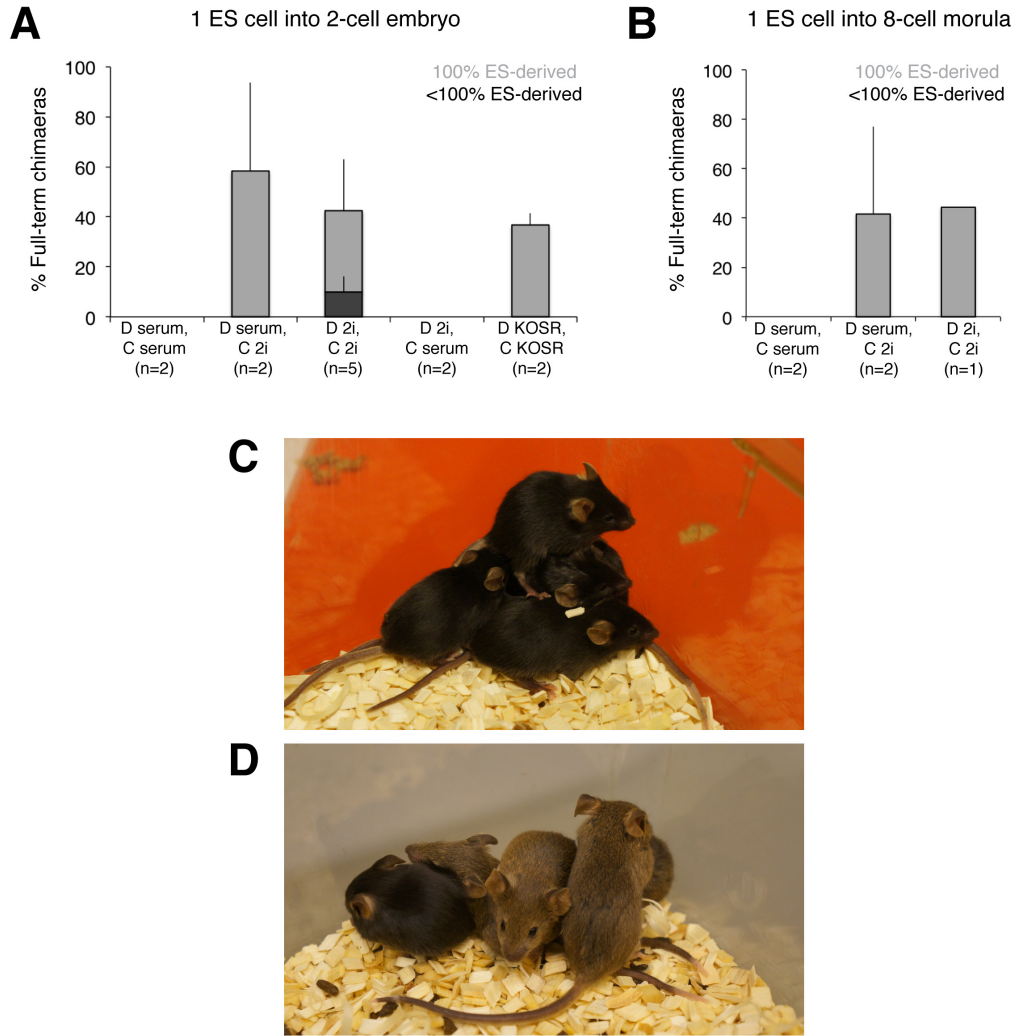 A
1 ES cell into 2-cell embryo
% Full-term chimaeras
100
80
60
40
20
0
100% ES-derived
<100% ES-derived
D serum,
C serum
(n=2)
D serum,
C 2i
(n=2)
D 2i,
C 2i
(n=5)
D 2i,
C serum
(n=2)
D KOSR,
C KOSR
(n=2)
B
1 ES cell into 8-cell morula
% Full-term chimaeras
100
80
60
40
20
0
100% ES-derived
<100% ES-derived
D serum,
C serum
(n=2)
D serum,
C 2i
(n=2)
D 2i,
C 2i
(n=1)
C
D